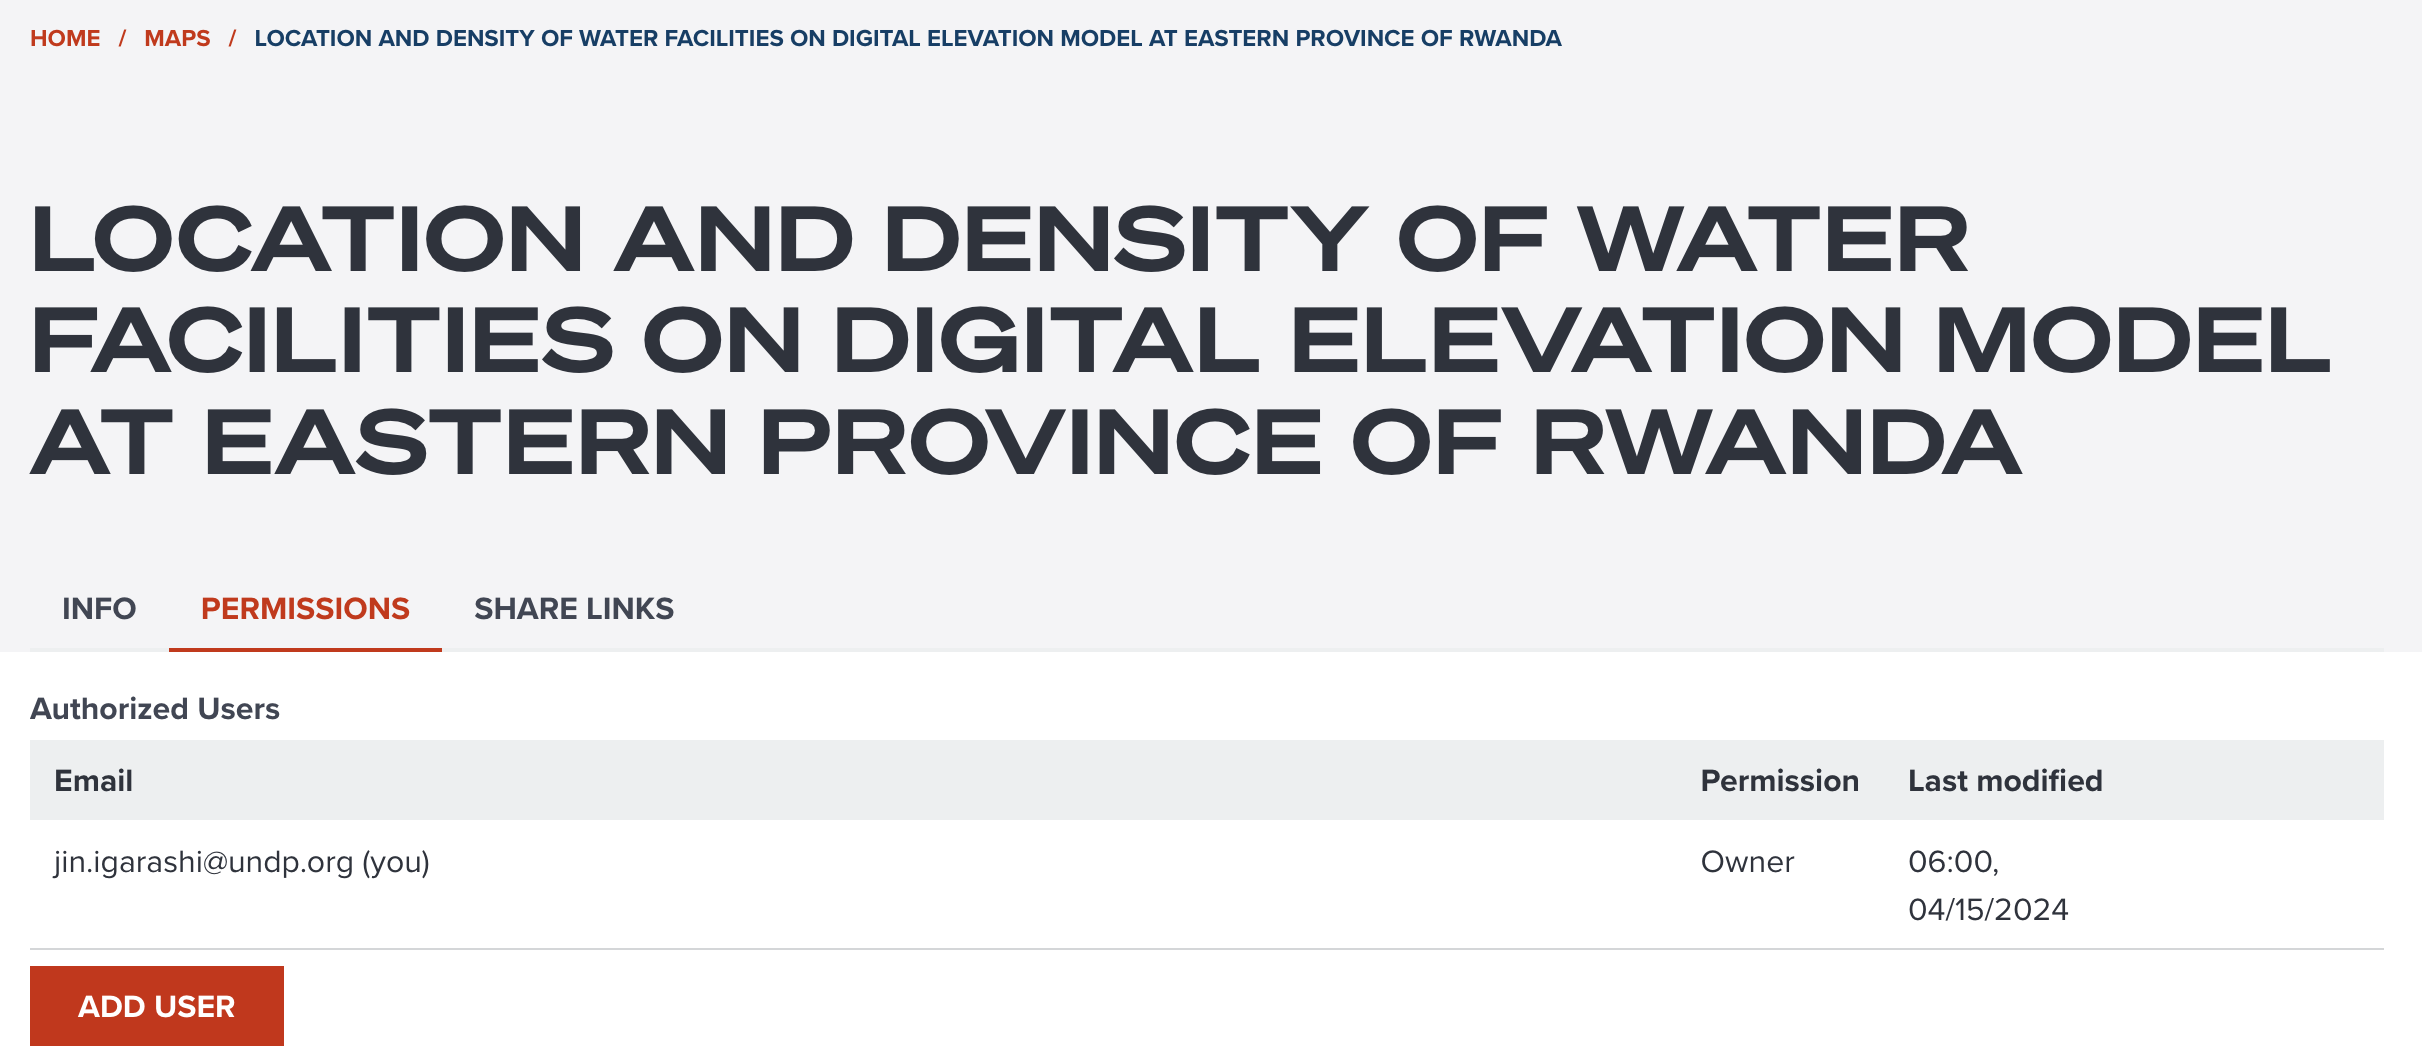 HOME / MAPS / LOCATION AND DENSITY OF WATER FACILITIES ON DIGITAL ELEVATION MODEL AT EASTERN PROVINCE OF RWANDA
LOCATION AND DENSITY OF WATER
FACILITIES ON DIGITAL ELEVATION MODEL
AT EASTERN PROVINCE OF RWANDA
INFO PERMISSIONS SHARE LINKS
Authorized Users
Email Permission Last modified
jin.igarashi@undp.org (you) Owner 06:00,
04/15/2024
ADD USER